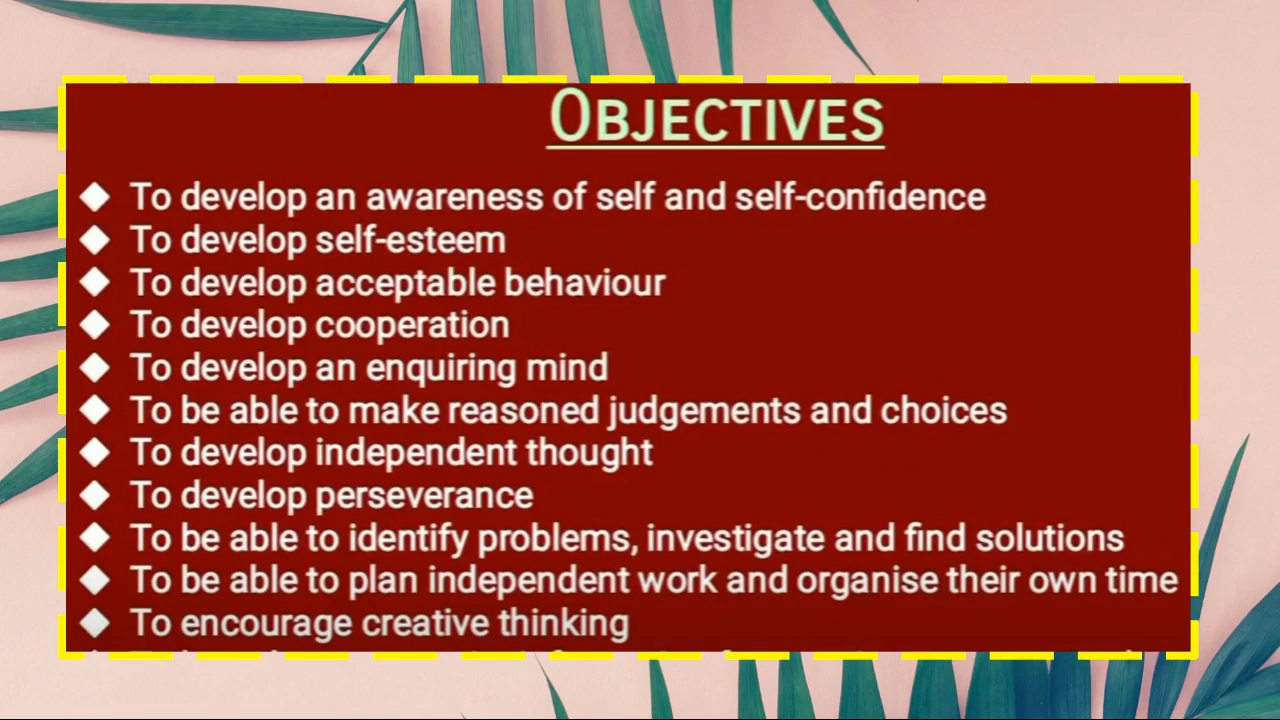 OBJECTIVES
◆ To develop an awareness of self and self-confidence
◆ To develop self-esteem
◆ To develop acceptable behaviour
◆ To develop cooperation
◆ To develop an enquiring mind
◆ To be able to make reasoned judgements and choices
◆ To develop independent thought
◆ To develop perseverance
◆ To be able to identify problems, investigate and find solutions
◆ To be able to plan independent work and organise their own time
◆ To encourage creative thinking